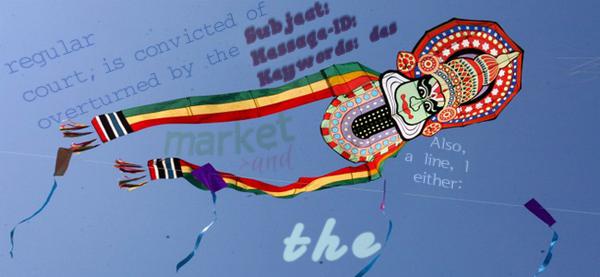 regular
court, is convicted of
overturned by the
Subject:
Message-ID:
Keywords: das
market
and
Also,
a line, 1
either:
the